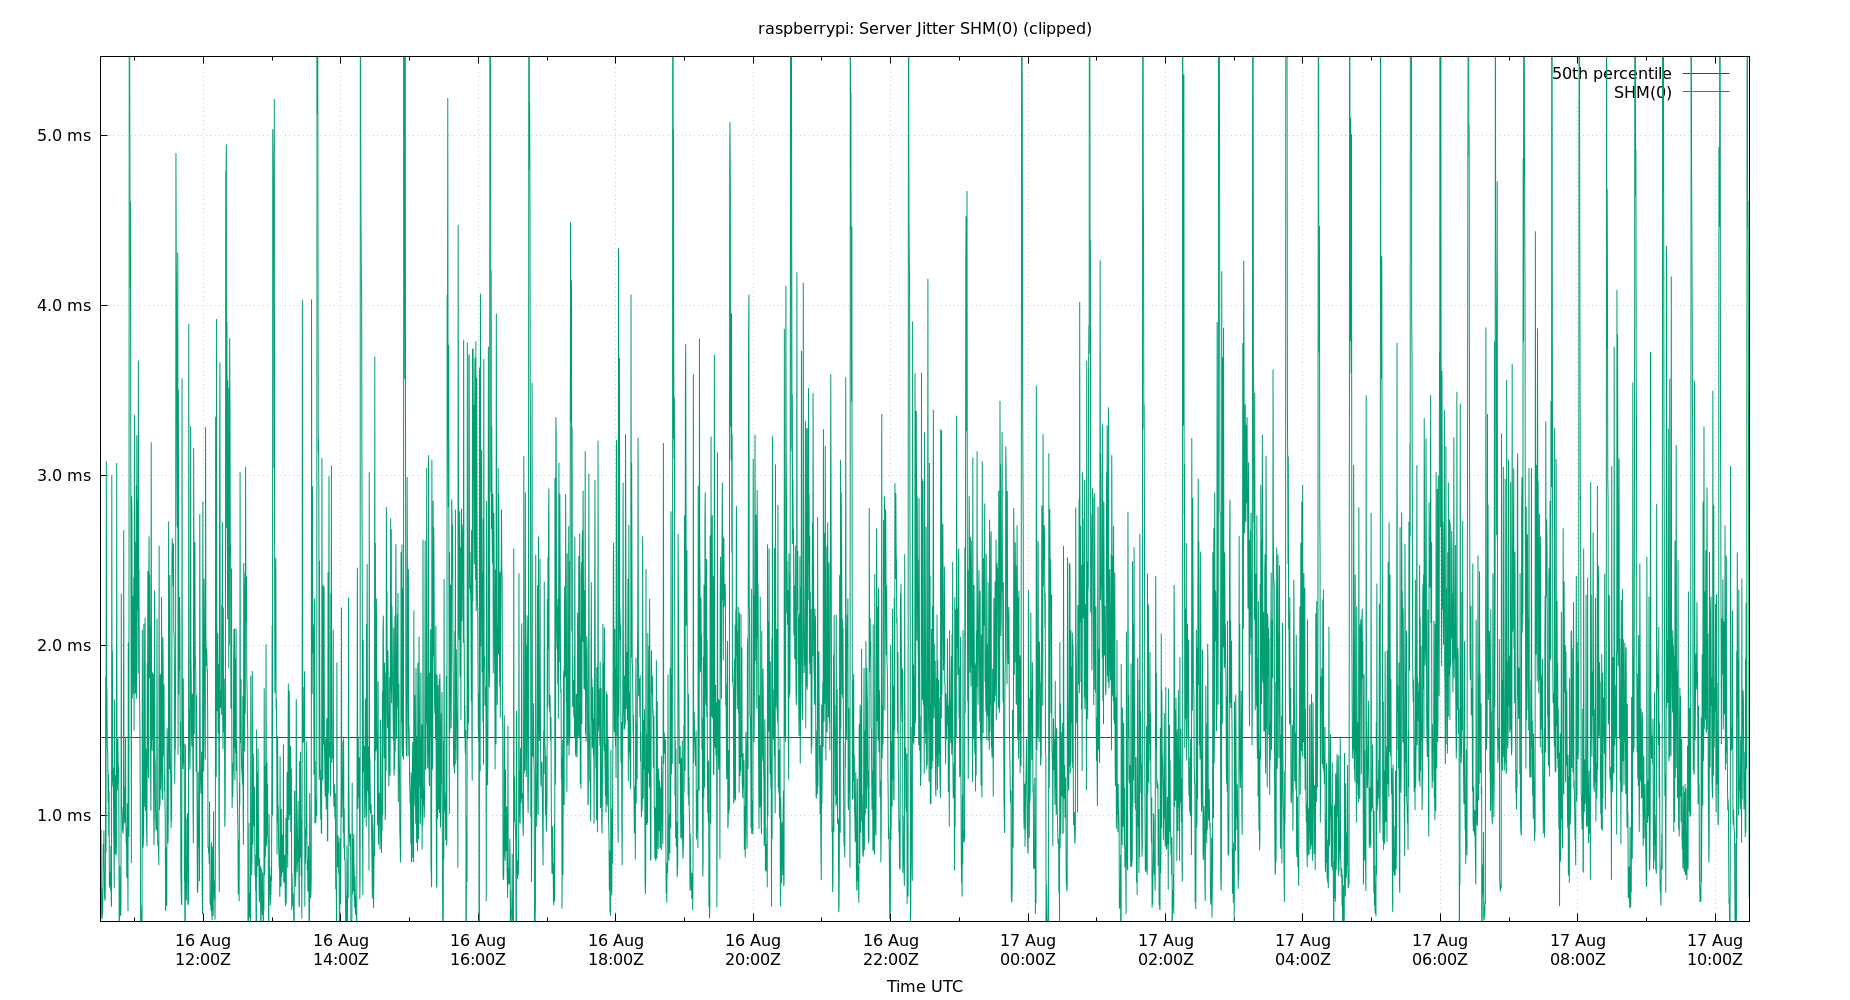 raspberrypi: Server Jitter SHM(0) (clipped)
50th percentile
SHM(0)
5.0 ms
4.0 ms
3.0 ms
2.0 ms
1.0 ms
16 Aug 16 Aug 16 Aug 16 Aug 16 Aug 16 Aug 17 Aug 17 Aug 17 Aug 17 Aug 17 Aug 17 Aug
12:00Z 14:00Z 16:00Z 18:00Z 20:00Z 22:00Z 00:00Z 02:00Z 04:00Z 06:00Z 08:00Z 10:00Z
Time UTC